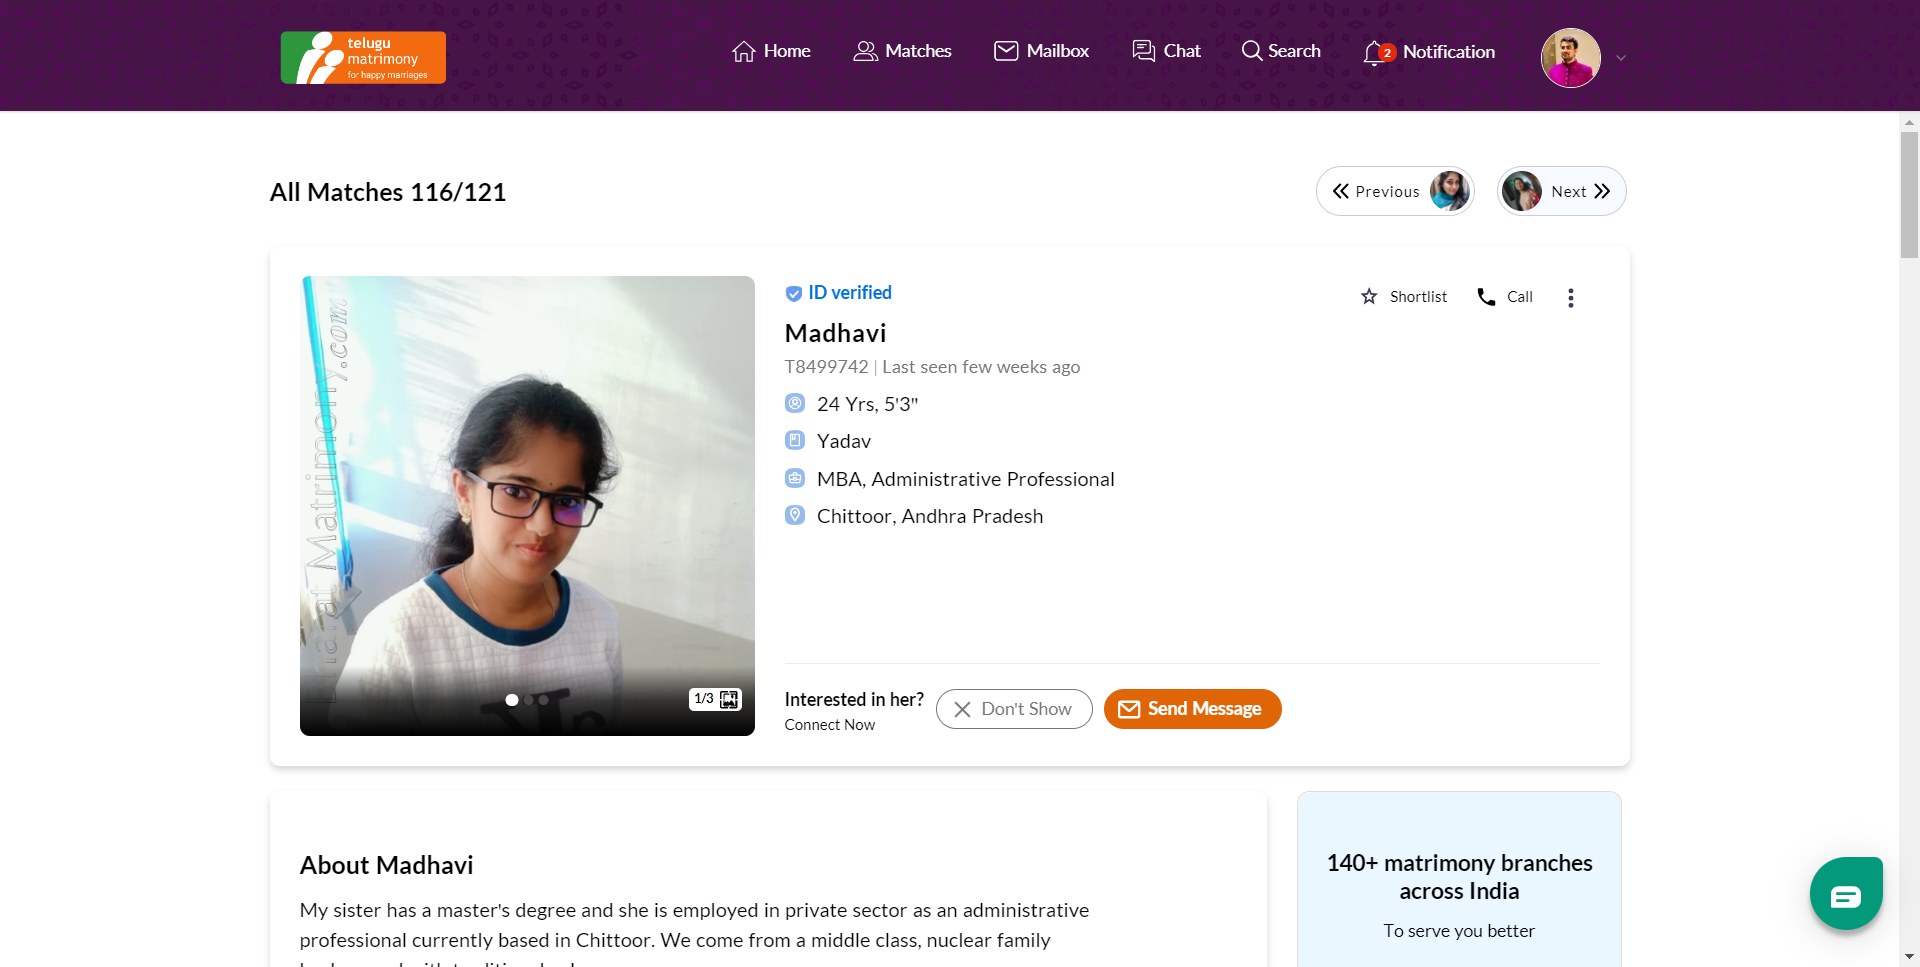 telugu
matrimony
for happy marriages
Home
Matches
Mailbox
Chat
Search
2
Notification
All Matches 116/121
Previous
Next
Bharat Matrimony.com
ID verified
Shortlist
Call
Madhavi
T8499742 | Last seen few weeks ago
24 Yrs, 5'3"
Yadav
MBA, Administrative Professional
Chittoor, Andhra Pradesh
1/3
Interested in her?
Connect Now
Don't Show
Send Message
About Madhavi
My sister has a master's degree and she is employed in private sector as an administrative
professional currently based in Chittoor. We come from a middle class, nuclear family
140+ matrimony branches
across India
To serve you better